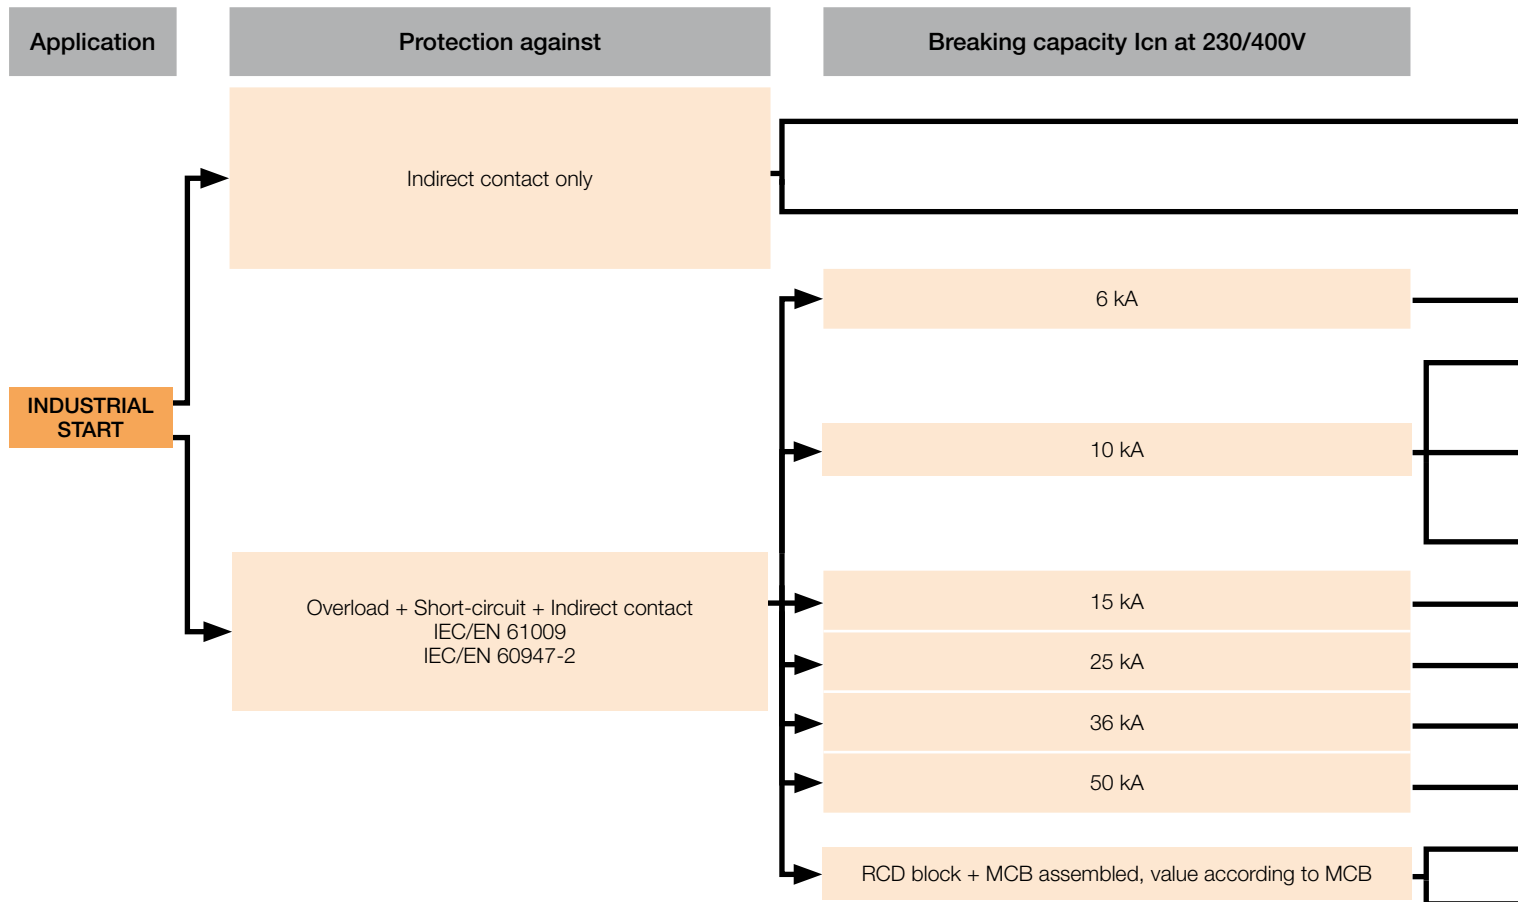 Application
Protection against
Breaking capacity Icn at 230/400V
Indirect contact only
6 kA
INDUSTRIAL
START
10 kA
Overload + Short-circuit + Indirect contact
IEC/EN 61009
IEC/EN 60947-2
15 kA
25 kA
36 kA
50 kA
RCD block + MCB assembled, value according to MCB